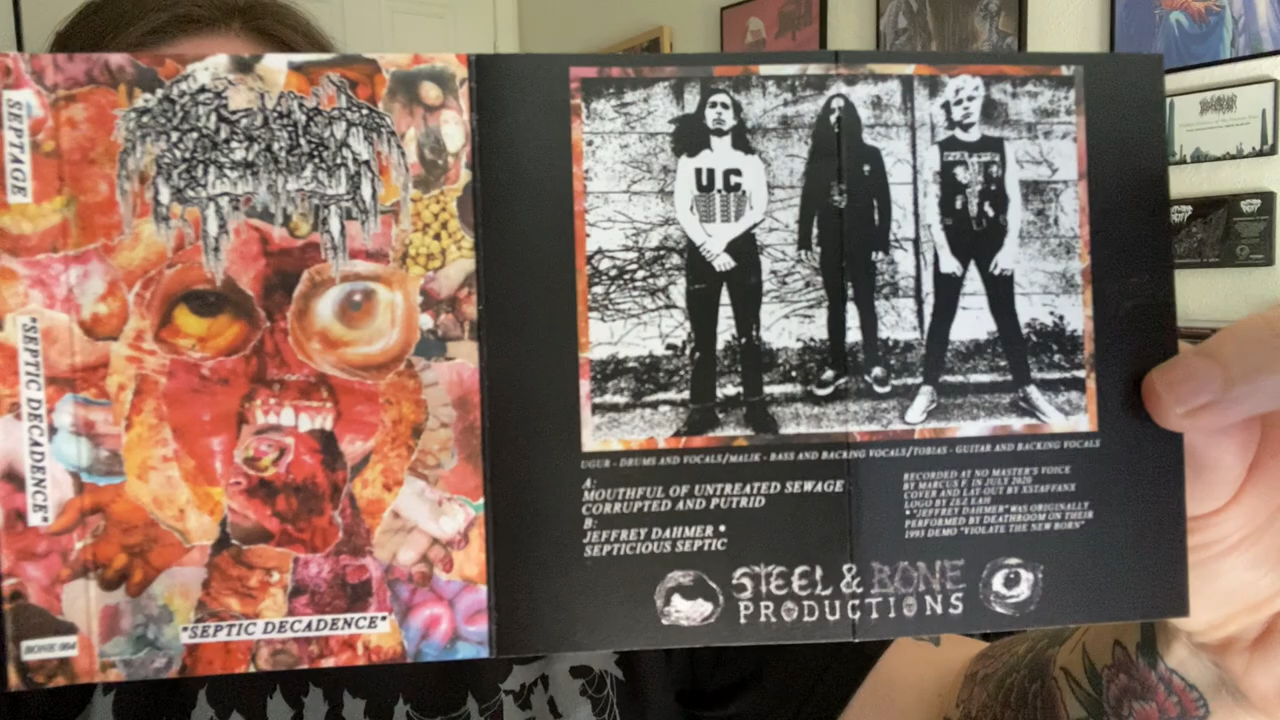 SEPTAGE
"SEPTIC DECADENCE"
BONE 004
"SEPTIC DECADENCE"
U.C.
UGUR - DRUMS AND VOCALS/MALIK - BASS AND BACKING VOCALS/TOBIAS - GUITAR AND BACKING VOCALS
A:
MOUTHFUL OF UNTREATED SEWAGE
CORRUPTED AND PUTRID
B:
JEFFREY DAHMER *
SEPTICIOUS SEPTIC
RECORDED AT NO MASTER'S VOICE
BY MARCUS F. IN JULY 2020
COVER AND LAY OUT BY XSTAFFANX
LOGO BY ZEZ EAH
* "JEFFREY DAHMER" WAS ORIGINALLY
PERFORMED BY DEATHROOM ON THEIR
1993 DEMO "VIOLATE THE NEW BORN"
STEEL & BONE
PRODUCTIONS